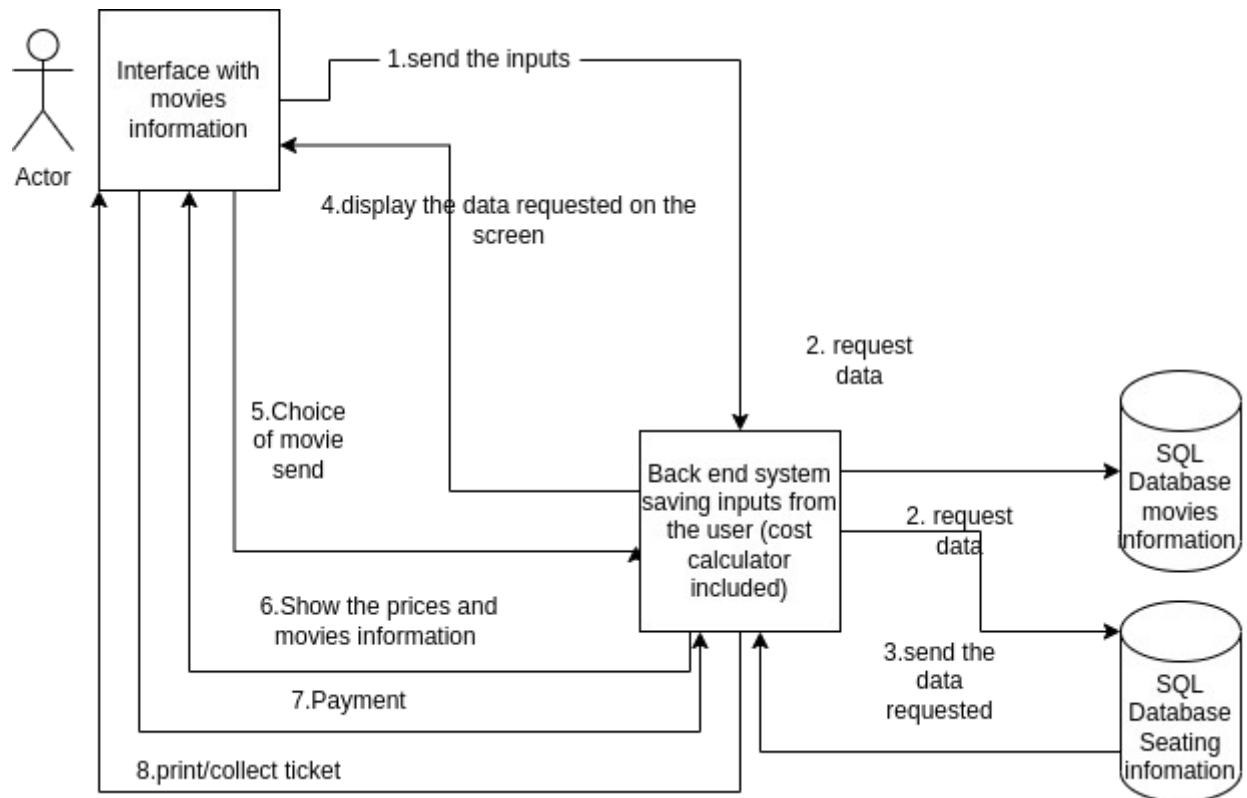 Interface with
movies
information
Actor
1.send the inputs
4.display the data requested on the
screen
2. request
data
5.Choice
of movie
send
Back end system
saving inputs from
the user (cost
calculator
included)
SQL
Database
movies
information
2. request
data
6.Show the prices and
movies information
3.send the
data
requested
SQL
Database
Seating
infomation
7.Payment
8.print/collect ticket